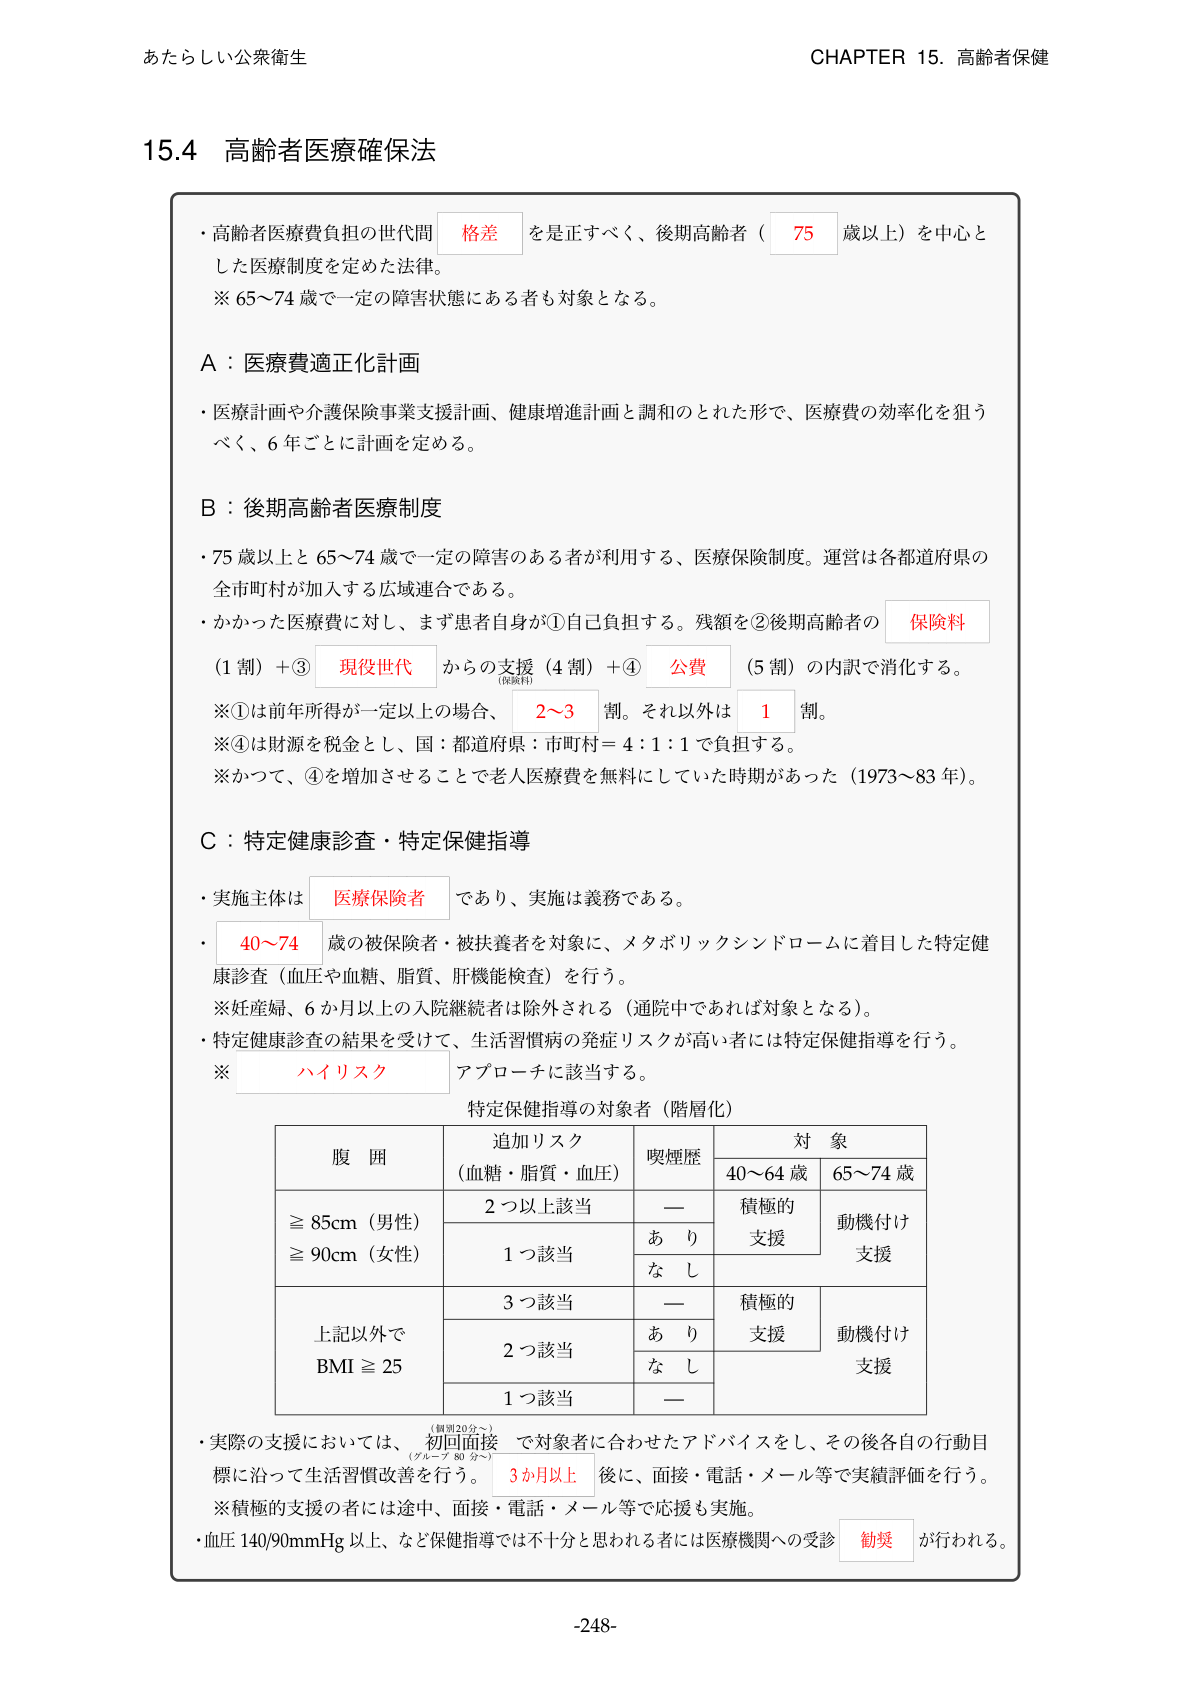 あたらしい公衆衛生
CHAPTER 15. 高齢者保健
15.4 高齢者医療確保法
・高齢者医療費負担の世代間 格差 を是正すべく、後期高齢者（ 75 歳以上）を中心と
した医療制度を定めた法律。
※ 65〜74 歳で一定の障害状態にある者も対象となる。
A：医療費適正化計画
・医療計画や介護保険事業支援計画、健康増進計画と調和のとれた形で、医療費の効率化を狙う
べく、6 年ごとに計画を定める。
B：後期高齢者医療制度
・75 歳以上と 65〜74 歳で一定の障害のある者が利用する、医療保険制度。運営は各都道府県の
全市町村が加入する広域連合である。
・かかった医療費に対し、まず患者自身が①自己負担する。残額を②後期高齢者の 保険料
（1 割）＋③ 現役世代 からの支援（4 割）＋④ 公費 （5 割）の内訳で消化する。
(保険料)
※①は前年所得が一定以上の場合、 2〜3 割。それ以外は 1 割。
※④は財源を税金とし、国：都道府県：市町村＝ 4：1：1 で負担する。
※かつて、④を増加させることで老人医療費を無料にしていた時期があった（1973〜83 年）。
C：特定健康診査・特定保健指導
・実施主体は 医療保険者 であり、実施は義務である。
・ 40〜74 歳の被保険者・被扶養者を対象に、メタボリックシンドロームに着目した特定健
康診査（血圧や血糖、脂質、肝機能検査）を行う。
※妊産婦、6 か月以上の入院継続者は除外される（通院中であれば対象となる）。
・特定健康診査の結果を受けて、生活習慣病の発症リスクが高い者には特定保健指導を行う。
※ ハイリスク アプローチに該当する。
特定保健指導の対象者（階層化）
腹 囲
追加リスク
（血糖・脂質・血圧）
喫煙歴
対 象
40〜64 歳
65〜74 歳
≧ 85cm（男性）
≧ 90cm（女性）
2 つ以上該当
—
積極的
支援
動機付け
支援
1 つ該当
あ り
な し
上記以外で
BMI ≧ 25
3 つ該当
—
積極的
支援
動機付け
支援
2 つ該当
あ り
な し
1 つ該当
—
(個別20分〜)
・実際の支援においては、 初回面接 で対象者に合わせたアドバイスをし、その後各自の行動目
(グループ 80 分〜)
標に沿って生活習慣改善を行う。 3か月以上 後に、面接・電話・メール等で実績評価を行う。
※積極的支援の者には途中、面接・電話・メール等で応援も実施。
・血圧 140/90mmHg 以上、など保健指導では不十分と思われる者には医療機関への受診 勧奨 が行われる。
-248-